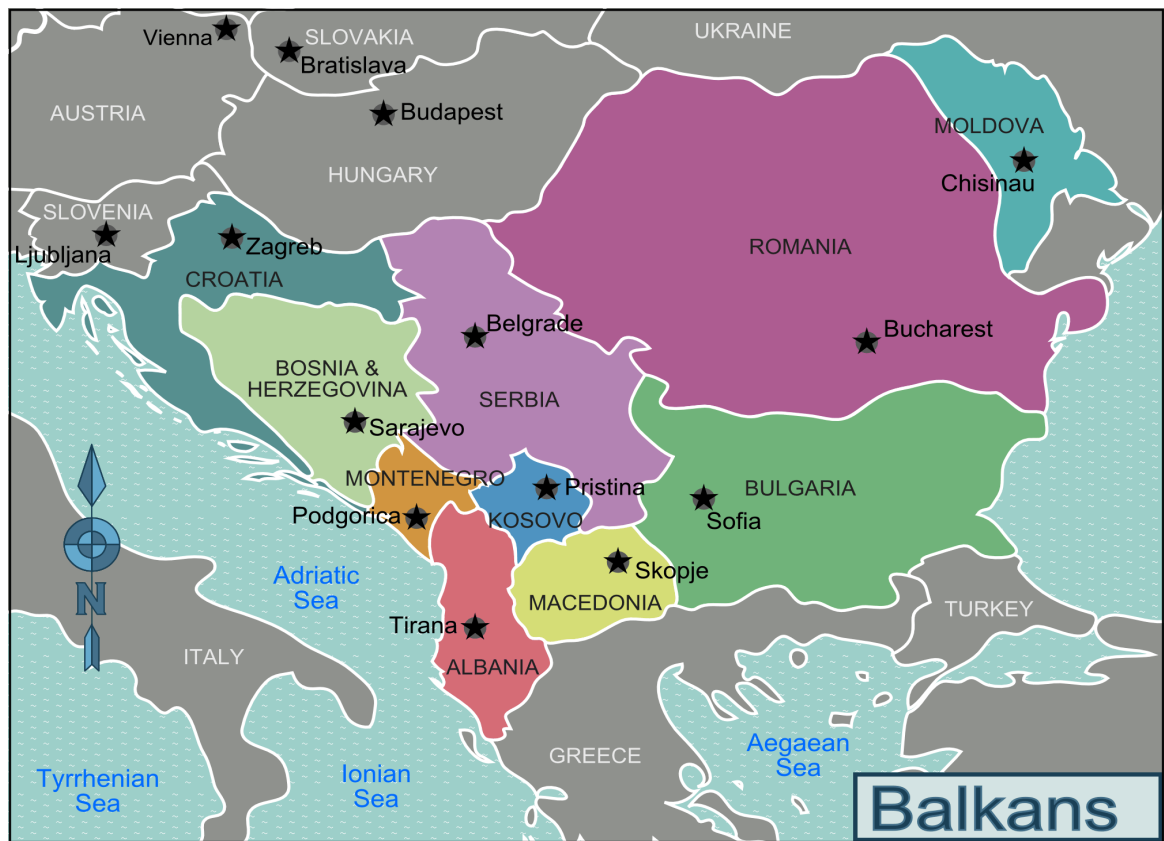 Vienna
SLOVAKIA
Bratislava
UKRAINE
AUSTRIA
Budapest
HUNGARY
MOLDOVA
Chisinau
SLOVENIA
Ljubljana
Zagreb
CROATIA
ROMANIA
Belgrade
Bucharest
BOSNIA &
HERZEGOVINA
SERBIA
Sarajevo
MONTENEGRO
Pristina
BULGARIA
Podgorica
KOSOVO
Sofia
Adriatic
Sea
Skopje
MACEDONIA
N
TURKEY
Tirana
ITALY
ALBANIA
GREECE
Aegaean
Sea
Tyrrhenian
Sea
Ionian
Sea
Balkans